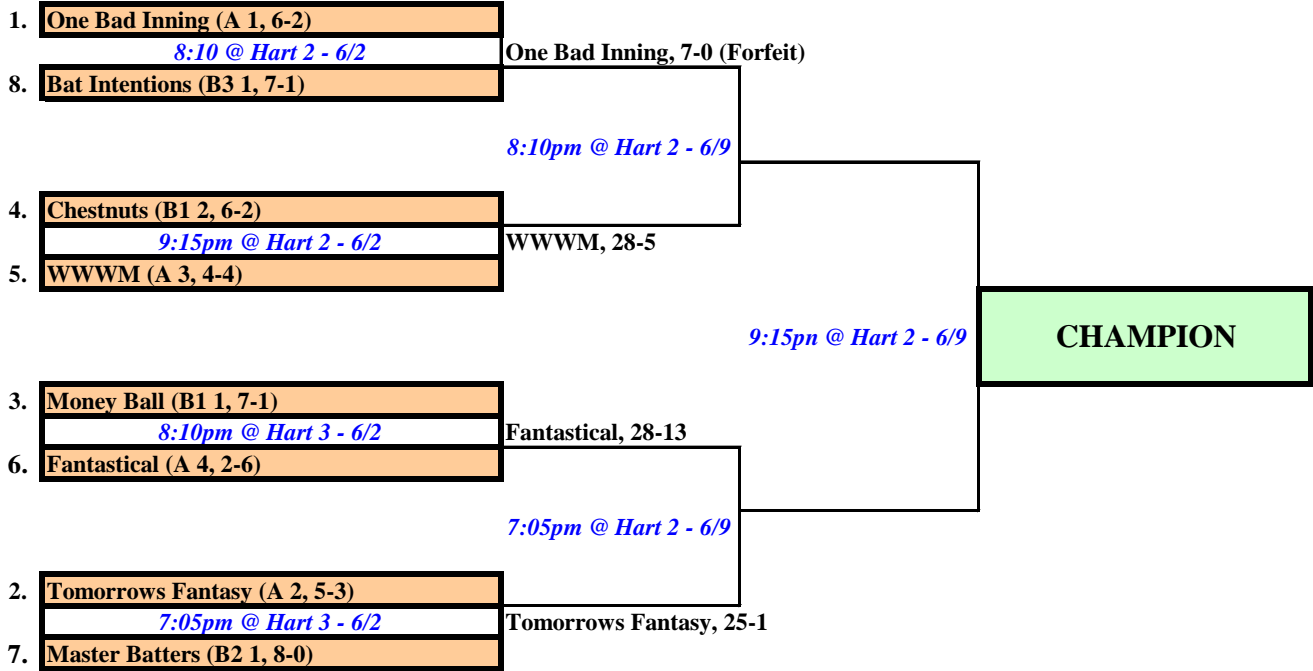 1. One Bad Inning (A 1, 6-2)
8:10 @ Hart 2 - 6/2
One Bad Inning, 7-0 (Forfeit)
8. Bat Intentions (B3 1, 7-1)
8:10pm @ Hart 2 - 6/9
4. Chestnuts (B1 2, 6-2)
9:15pm @ Hart 2 - 6/2
WWWM, 28-5
5. WWWM (A 3, 4-4)
9:15pn @ Hart 2 - 6/9
CHAMPION
3. Money Ball (B1 1, 7-1)
8:10pm @ Hart 3 - 6/2
Fantastical, 28-13
6. Fantastical (A 4, 2-6)
7:05pm @ Hart 2 - 6/9
2. Tomorrows Fantasy (A 2, 5-3)
7:05pm @ Hart 3 - 6/2
Tomorrows Fantasy, 25-1
7. Master Batters (B2 1, 8-0)